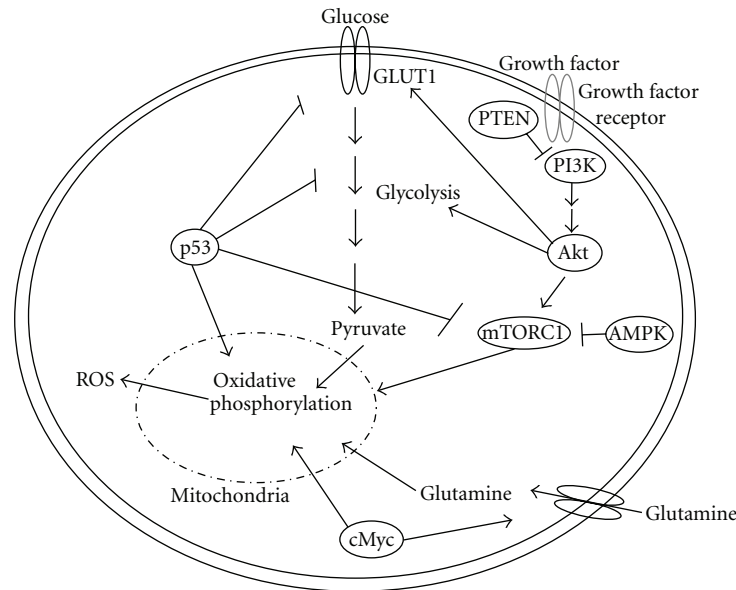 Glucose
GLUT1
Growth factor
Growth factor
receptor
PTEN
PI3K
Glycolysis
p53
Akt
Pyruvate
mTORC1
AMPK
ROS
Oxidative
phosphorylation
Mitochondria
Glutamine
Glutamine
cMyc